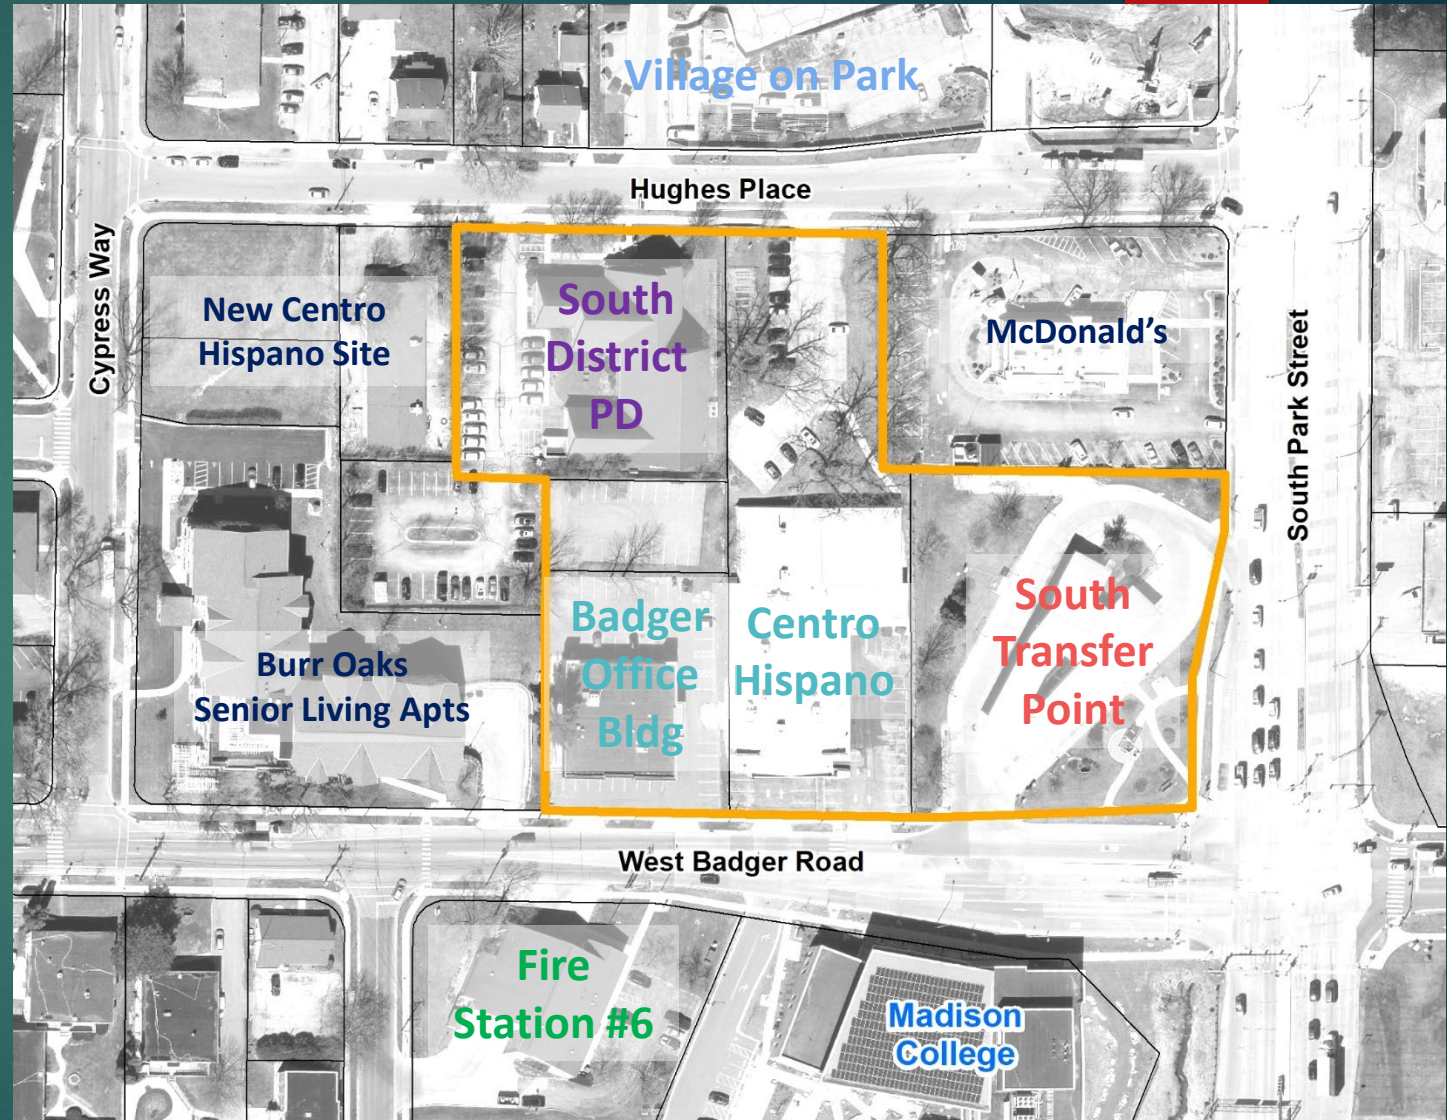 Village on Park
Hughes Place
Cypress Way
New Centro
Hispano Site
South
District
PD
McDonald’s
South Park Street
Burr Oaks
Senior Living Apts
Badger
Office
Bldg
Centro
Hispano
South
Transfer
Point
West Badger Road
Fire
Station #6
Madison
College